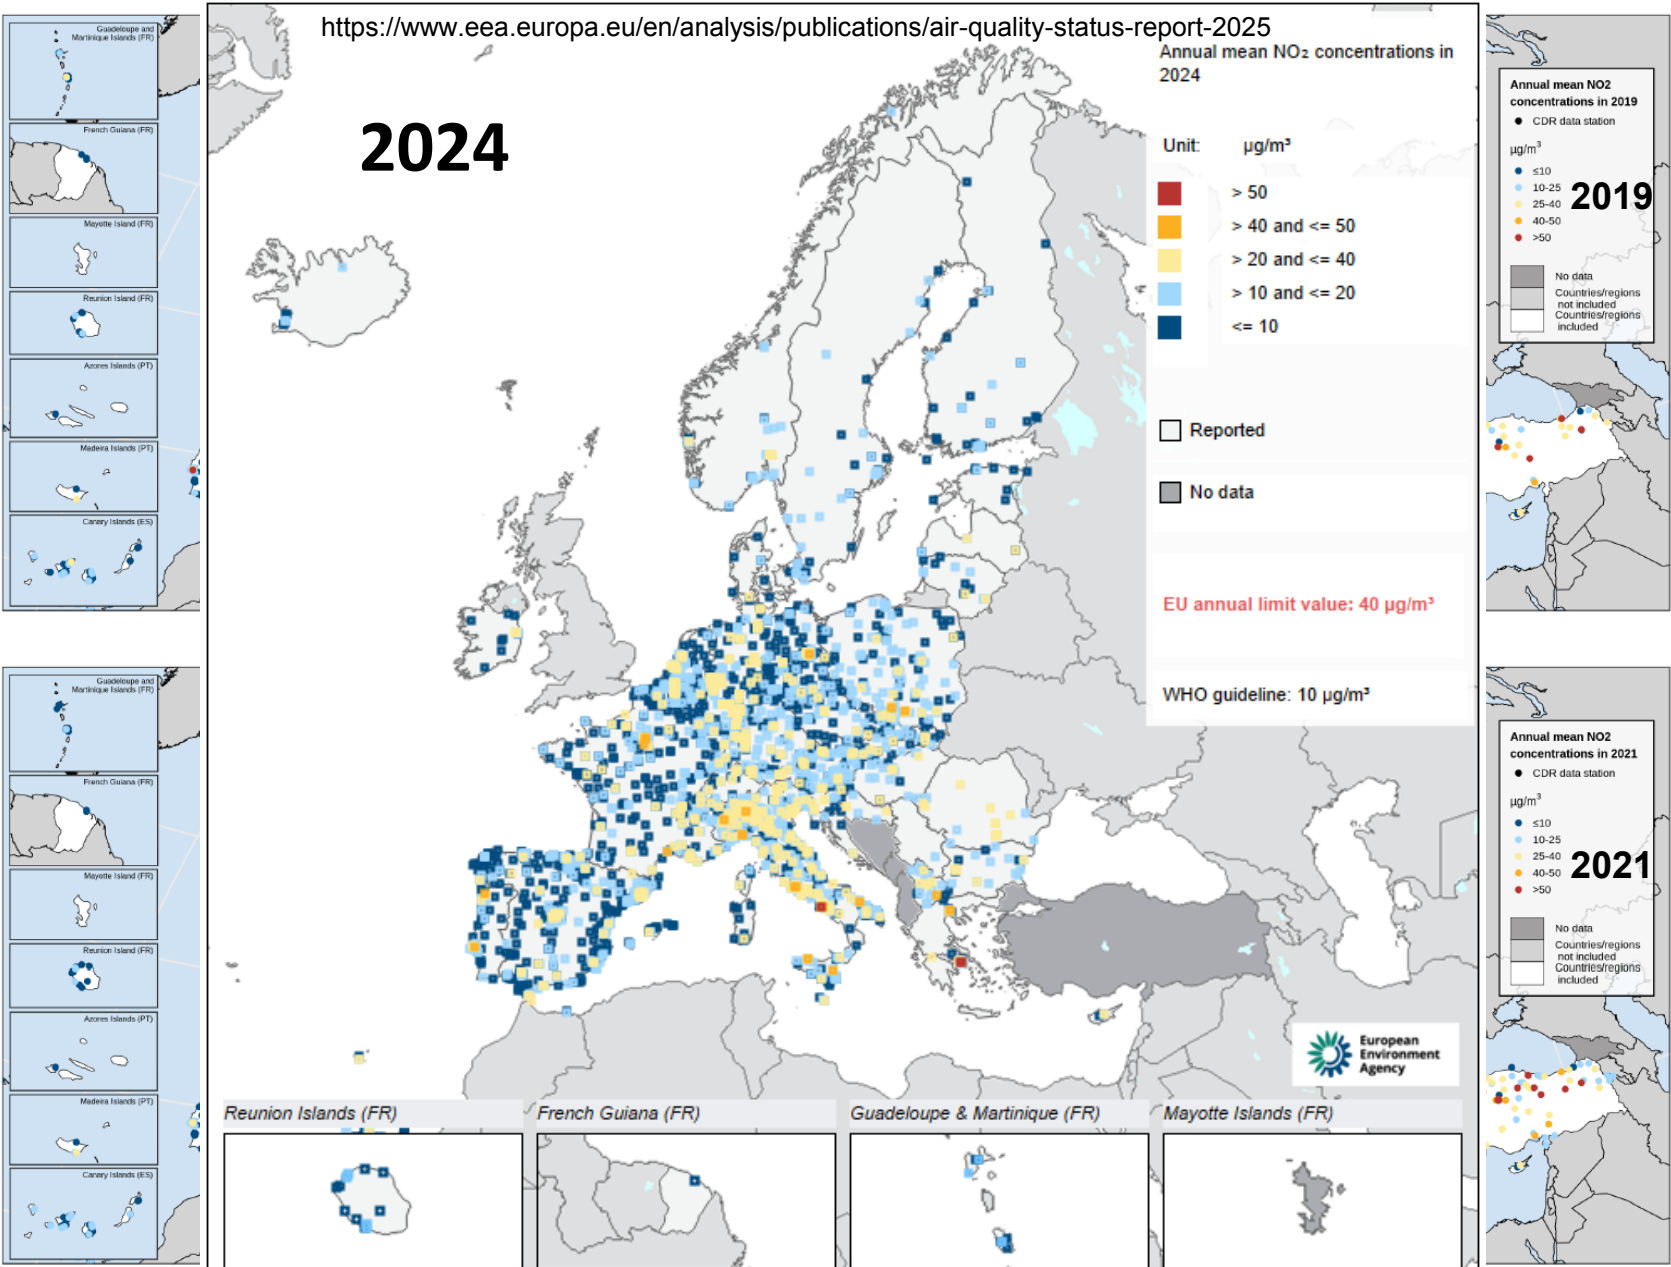 https://www.eea.europa.eu/en/analysis/publications/air-quality-status-report-2025
2024
Annual mean NO₂ concentrations in
2024
Unit: µg/m³
> 50
> 40 and <= 50
> 20 and <= 40
> 10 and <= 20
<= 10
Reported
No data
EU annual limit value: 40 µg/m³
WHO guideline: 10 µg/m³
European
Environment
Agency
Reunion Islands (FR)
French Guiana (FR)
Guadeloupe & Martinique (FR)
Mayotte Islands (FR)
Guadeloupe and
Martinique Islands (FR)
French Guiana (FR)
Mayotte Island (FR)
Reunion Island (FR)
Azores Islands (PT)
Madeira Islands (PT)
Canary Islands (ES)
Annual mean NO2
concentrations in 2019
CDR data station
µg/m³
≤10
10-25
25-40
40-50
>50
2019
No data
Countries/regions
not included
Countries/regions
included
Guadeloupe and
Martinique Islands (FR)
French Guiana (FR)
Mayotte Island (FR)
Reunion Island (FR)
Azores Islands (PT)
Madeira Islands (PT)
Canary Islands (ES)
Annual mean NO2
concentrations in 2021
CDR data station
µg/m³
≤10
10-25
25-40
40-50
>50
2021
No data
Countries/regions
not included
Countries/regions
included